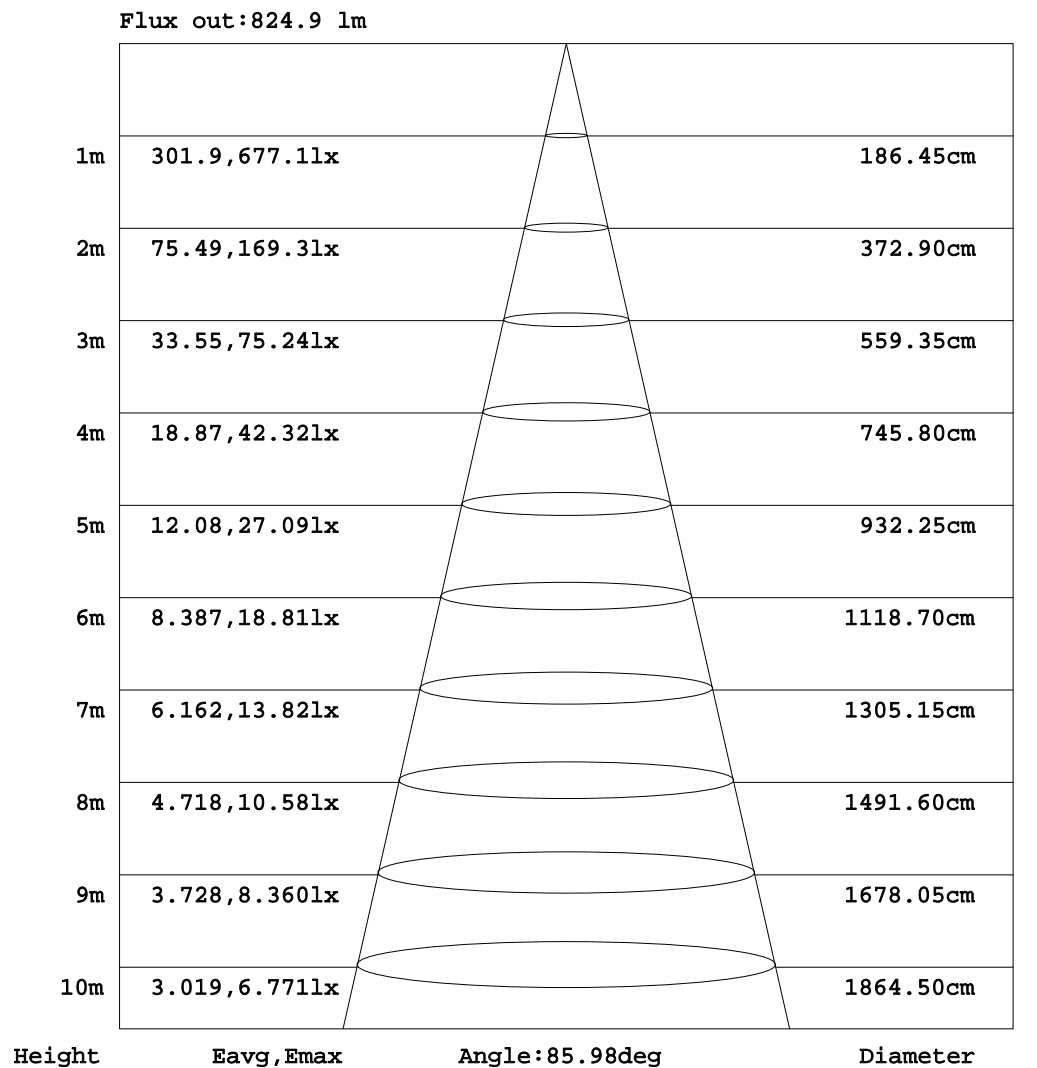 Flux out:824.9 lm
1m 301.9,677.1lx 186.45cm
2m 75.49,169.3lx 372.90cm
3m 33.55,75.24lx 559.35cm
4m 18.87,42.32lx 745.80cm
5m 12.08,27.09lx 932.25cm
6m 8.387,18.81lx 1118.70cm
7m 6.162,13.82lx 1305.15cm
8m 4.718,10.58lx 1491.60cm
9m 3.728,8.360lx 1678.05cm
10m 3.019,6.771lx 1864.50cm
Height Eavg,Emax Angle:85.98deg Diameter